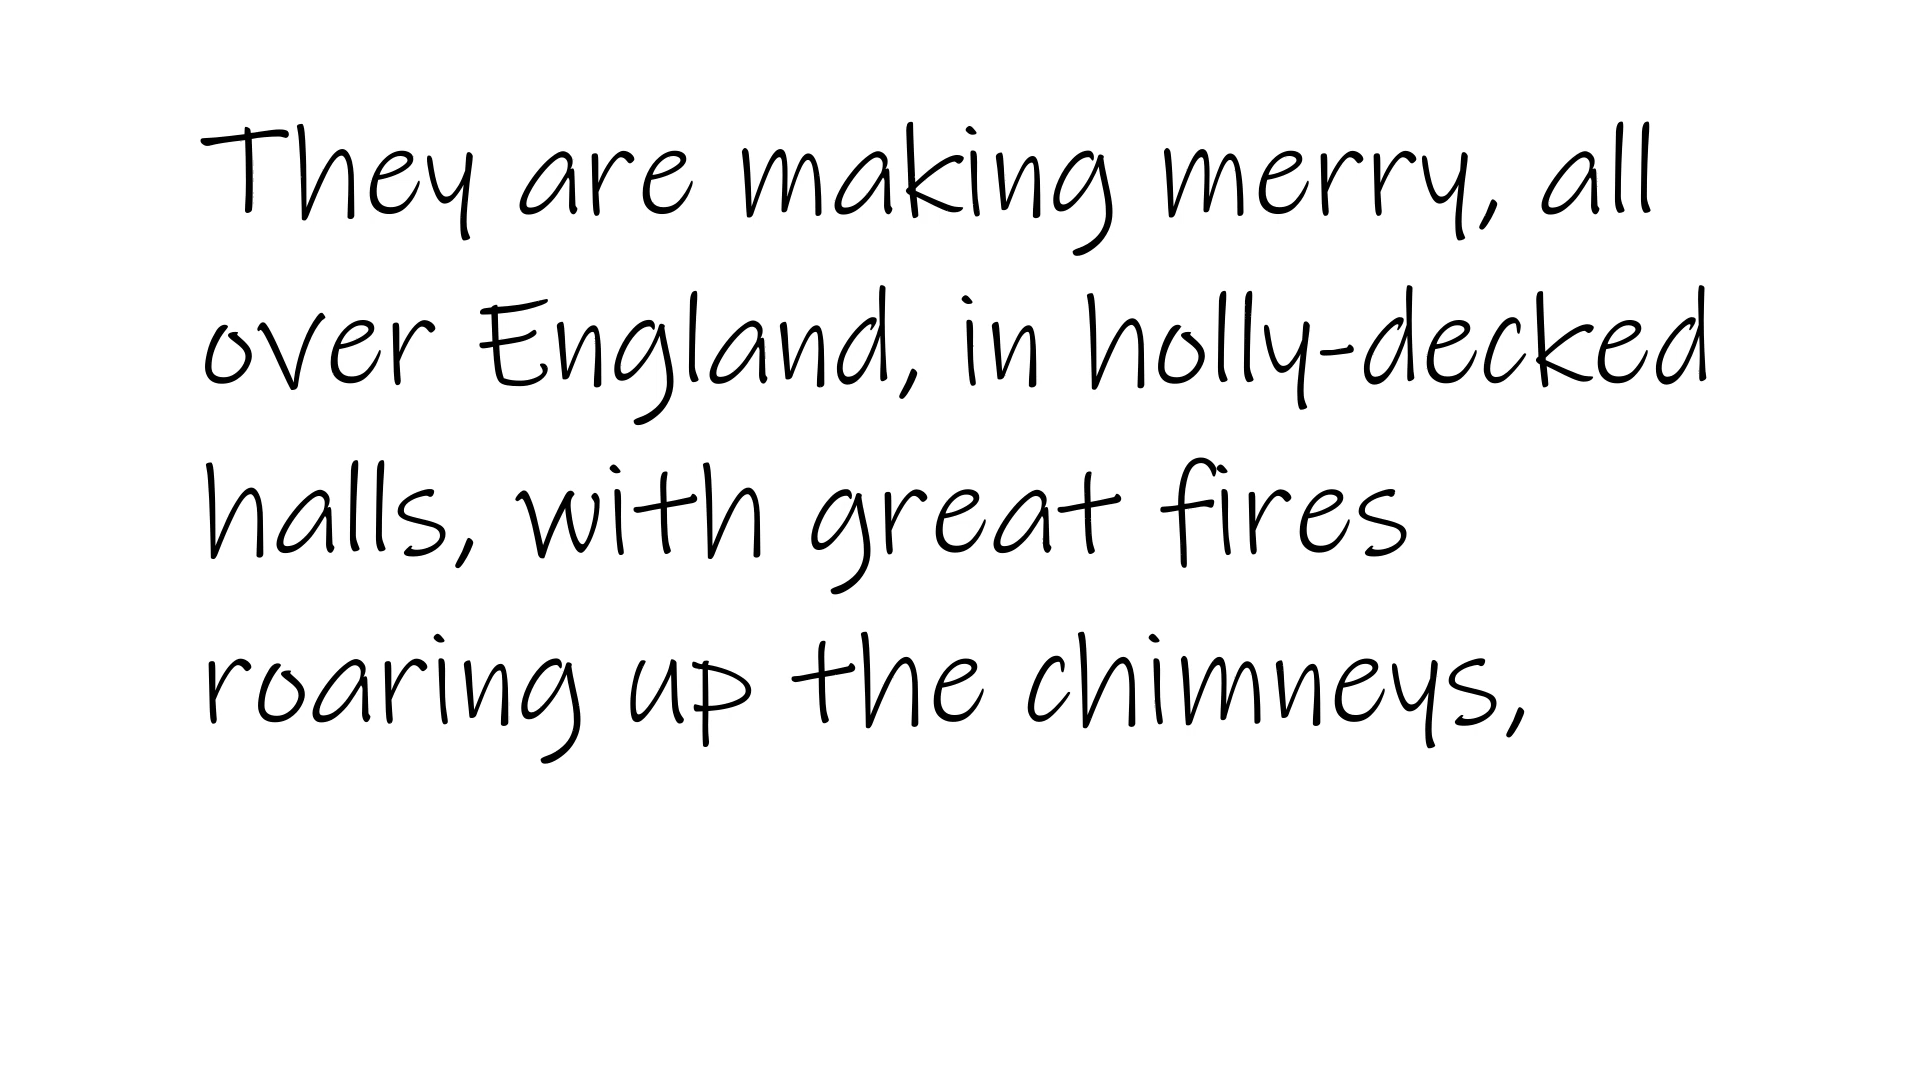 They are making merry, all
over England, in holly-decked
halls, with great fires
roaring up the chimneys,